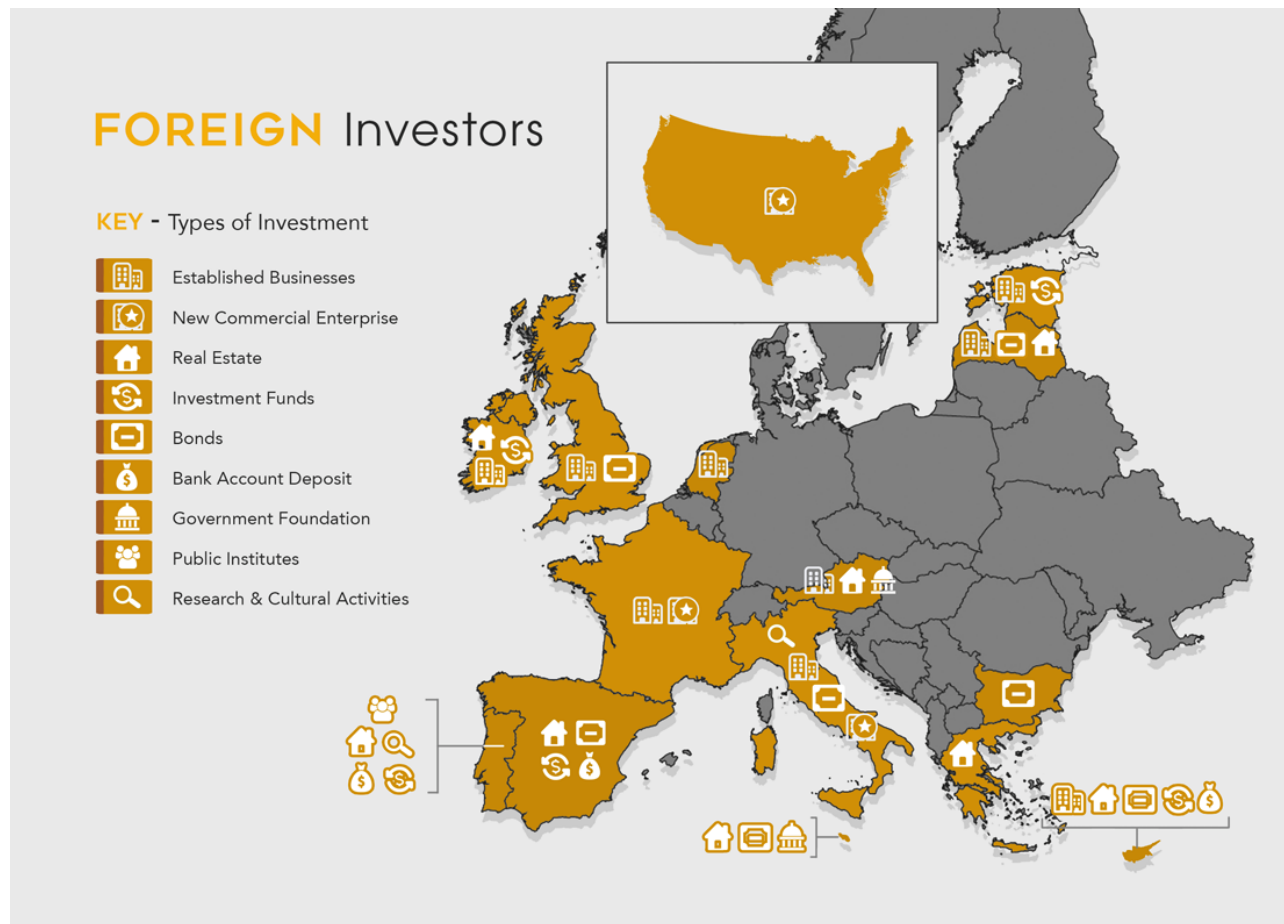 FOREIGN Investors
KEY - Types of Investment
Established Businesses
New Commercial Enterprise
Real Estate
Investment Funds
Bonds
Bank Account Deposit
Government Foundation
Public Institutes
Research & Cultural Activities